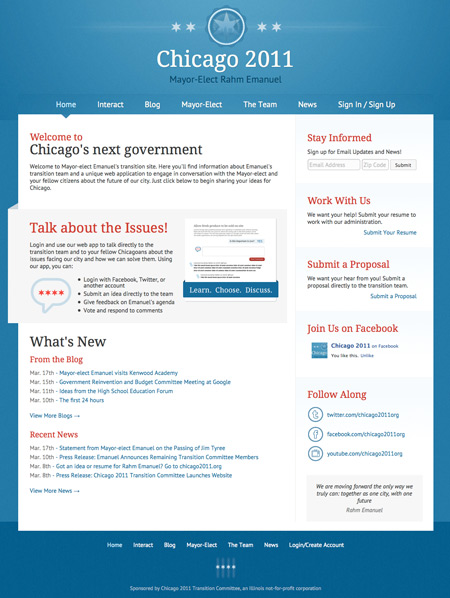 Chicago 2011
Mayor-Elect Rahm Emanuel
Home Interact Blog Mayor-Elect The Team News Sign In / Sign Up
Welcome to
Chicago's next government
Welcome to Mayor-elect Emanuel's transition site. Here you'll find information about Emanuel's
transition team and a unique web application to engage in conversation with the Mayor-elect and
your fellow citizens about the future of our city. Just click below to begin sharing your ideas for
Chicago.
Talk about the Issues!
Login and use our web app to talk directly to the
transition team and to your fellow Chicagoans about the
issues facing our city and how we can solve them. Using
our app, you can:
Login with Facebook, Twitter, or
another account
Submit an idea directly to the team
Give feedback on Emanuel's agenda
Vote and respond to comments
Learn. Choose. Discuss.
What's New
From the Blog
Mar. 17th - Mayor-elect Emanuel visits Kenwood Academy
Mar. 15th - Government Reinvention and Budget Committee Meeting at Google
Mar. 11th - Ideas from the High School Education Forum
Mar. 10th - The first 24 hours
View More Blogs →
Recent News
Mar. 17th - Statement from Mayor-elect Emanuel on the Passing of Jim Tyree
Mar. 10th - Press Release: Emanuel Announces Remaining Transition Committee Members
Mar. 8th - Got an idea or resume for Rahm Emanuel? Go to chicago2011.org
Mar. 8th - Press Release: Chicago 2011 Transition Committee Launches Website
View More News →
Stay Informed
Sign up for Email Updates and News!
Email Address Zip Code Submit
Work With Us
We want your help! Submit your resume to
work with our administration.
Submit Your Resume
Submit a Proposal
We want your hear from you! Submit a
proposal directly to the transition team.
Submit a Proposal
Join Us on Facebook
Chicago 2011 on Facebook
You like this. Unlike
Follow Along
twitter.com/chicago2011org
facebook.com/chicago2011org
youtube.com/chicago2011org
We are moving forward the only way we
truly can: together as one city, with one
future
Rahm Emanuel
Home Interact Blog Mayor-Elect The Team News Login/Create Account
Sponsored by Chicago 2011 Transition Committee, an Illinois not-for-profit corporation